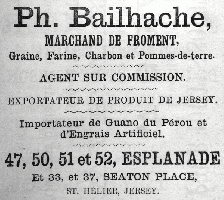 Ph. Bailhache,
MARCHAND DE FROMENT,
Graine, Farine, Charbon et Pommes-de-terre.
AGENT SUR COMMISSION.
EXPORTATEUR DE PRODUIT DE JERSEY.
Importateur de Guano du Pérou et
d'Engrais Artificiel,
47, 50, 51 et 52, ESPLANADE
Et 33, et 37, SEATON PLACE,
ST. HELIER, JERSEY.